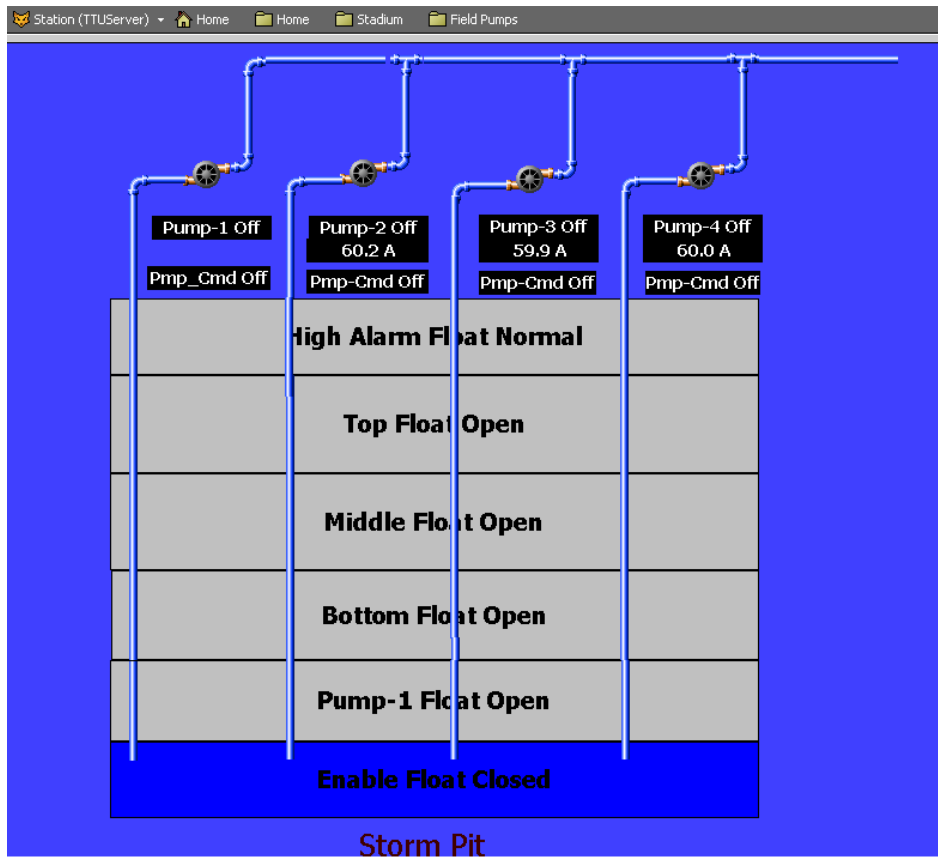 Station (TTUServer) Home Home Stadium Field Pumps
Pump-1 Off
Pmp_Cmd Off
Pump-2 Off
60.2 A
Pmp-Cmd Off
Pump-3 Off
59.9 A
Pmp-Cmd Off
Pump-4 Off
60.0 A
Pmp-Cmd Off
High Alarm Float Normal
Top Float Open
Middle Float Open
Bottom Float Open
Pump-1 Float Open
Enable Float Closed
Storm Pit